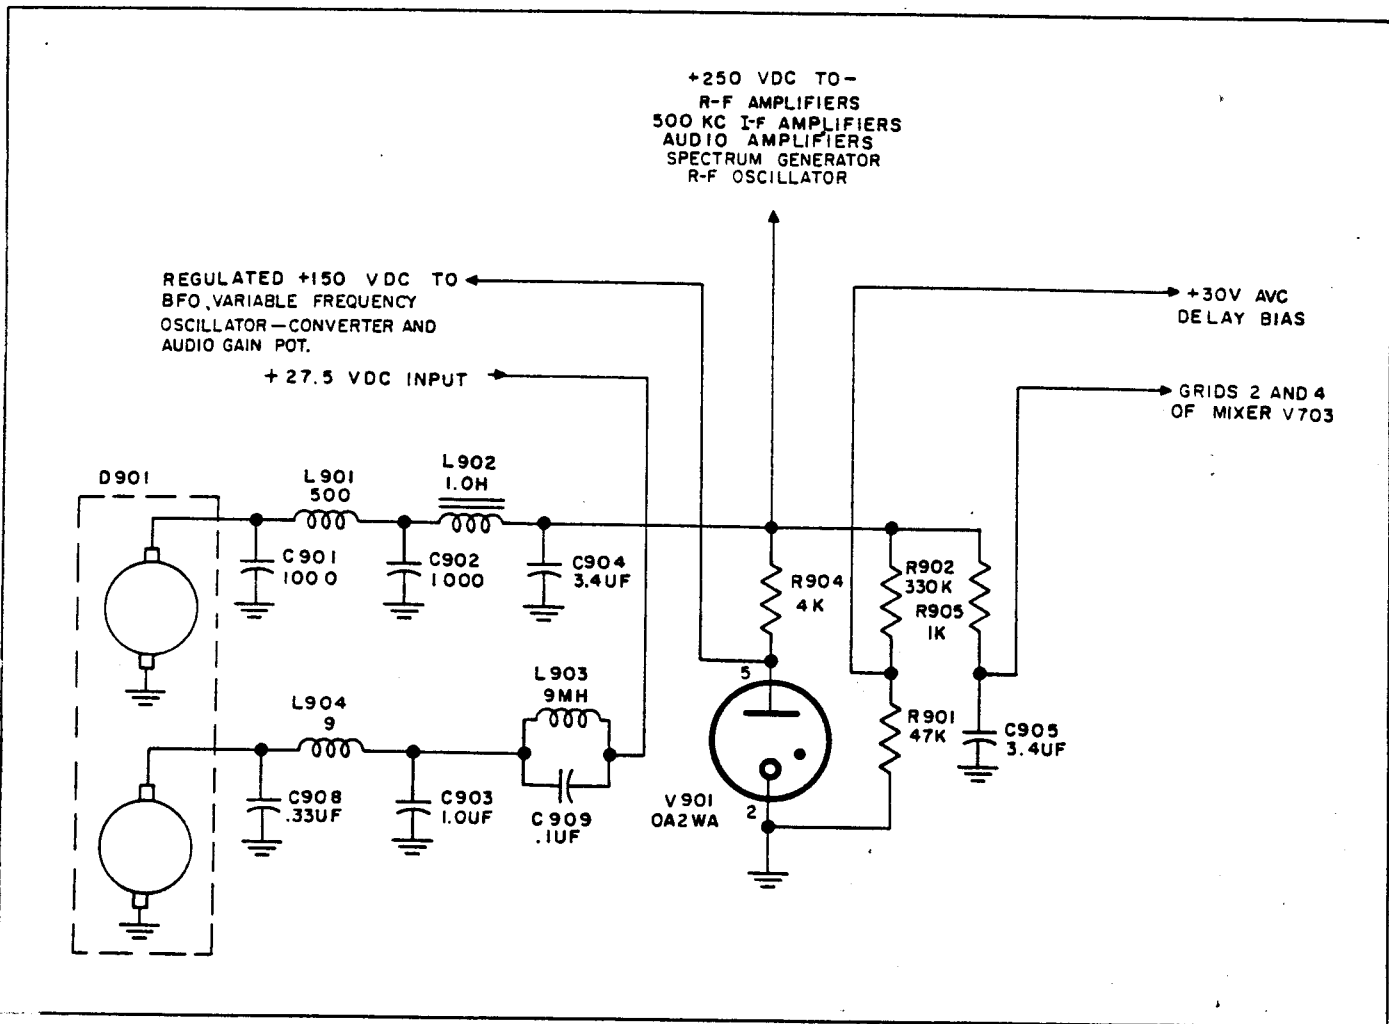 +250 VDC TO-
R-F AMPLIFIERS
500 KC I-F AMPLIFIERS
AUDIO AMPLIFIERS
SPECTRUM GENERATOR
R-F OSCILLATOR
REGULATED +150 VDC TO
BFO, VARIABLE FREQUENCY
OSCILLATOR-CONVERTER AND
AUDIO GAIN POT.
+27.5 VDC INPUT
+30V AVC
DELAY BIAS
GRIDS 2 AND 4
OF MIXER V703
D901
L901
500
L902
1.0H
C901
1000
C902
1000
C904
3.4UF
R904
4K
R902
330K
R905
1K
L903
9MH
L904
9
C908
.33UF
C903
1.0UF
C909
.1UF
5
V901
OA2WA
2
R901
47K
C905
3.4UF